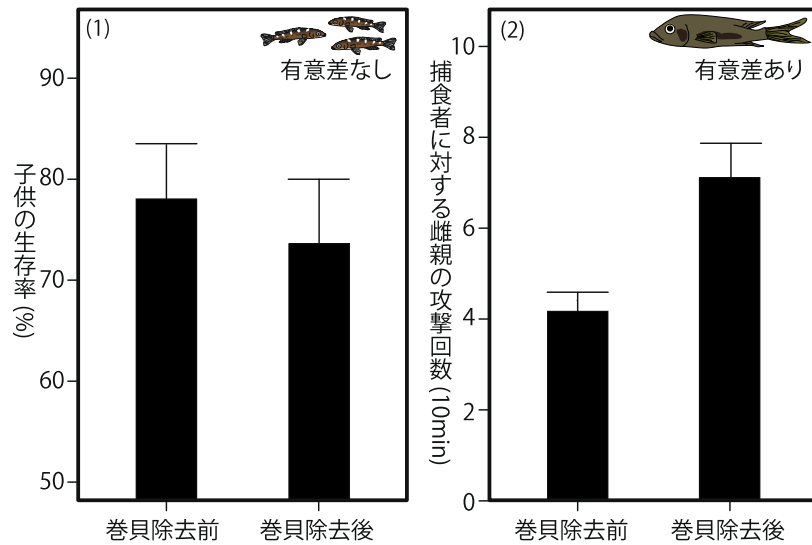 (1)
有意差なし
子供の生存率(%)
90
80
70
60
50
巻貝除去前
巻貝除去後
(2)
有意差あり
捕食者に対する雌親の攻撃回数(10min)
10
8
6
4
2
0
巻貝除去前
巻貝除去後